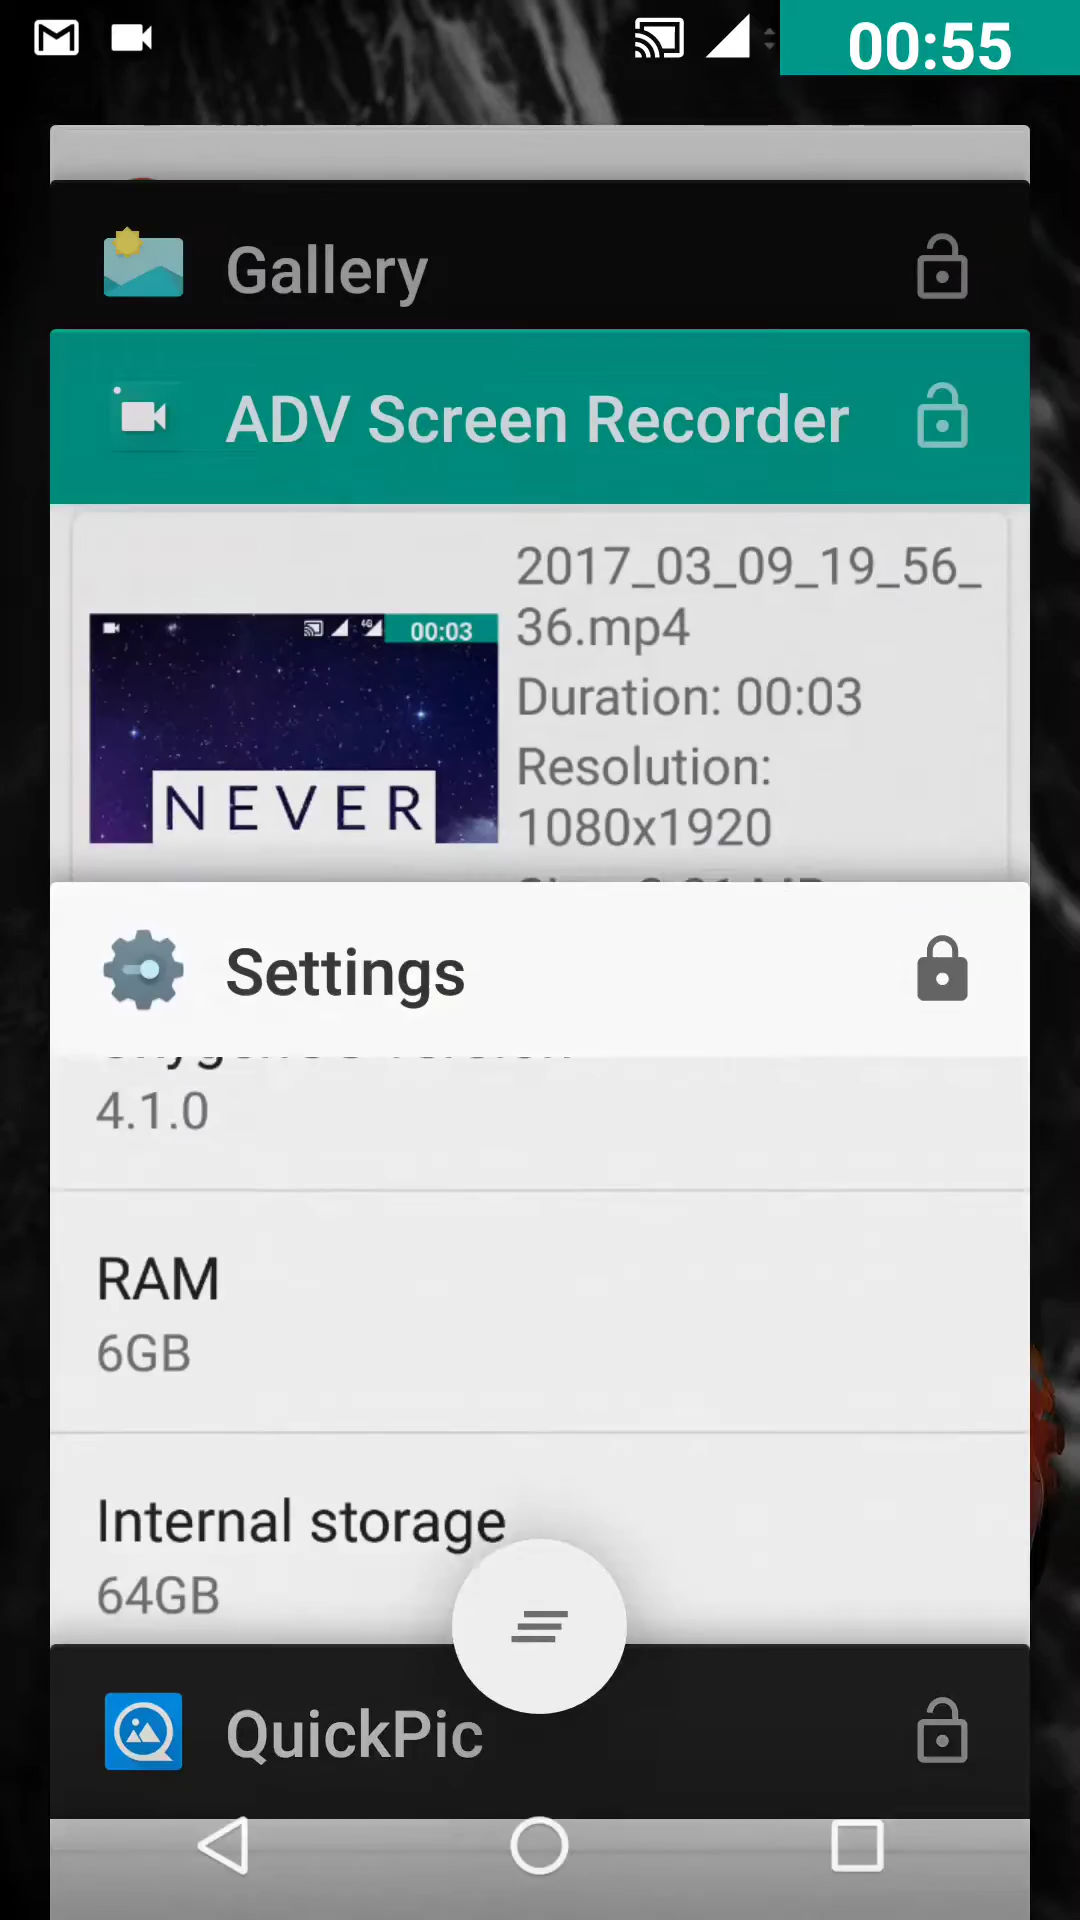 00:55
Gallery
ADV Screen Recorder
2017_03_09_19_56_
36.mp4
Duration: 00:03
Resolution:
1080x1920
4G
00:03
NEVER
Settings
4.1.0
RAM
6GB
Internal storage
64GB
QuickPic